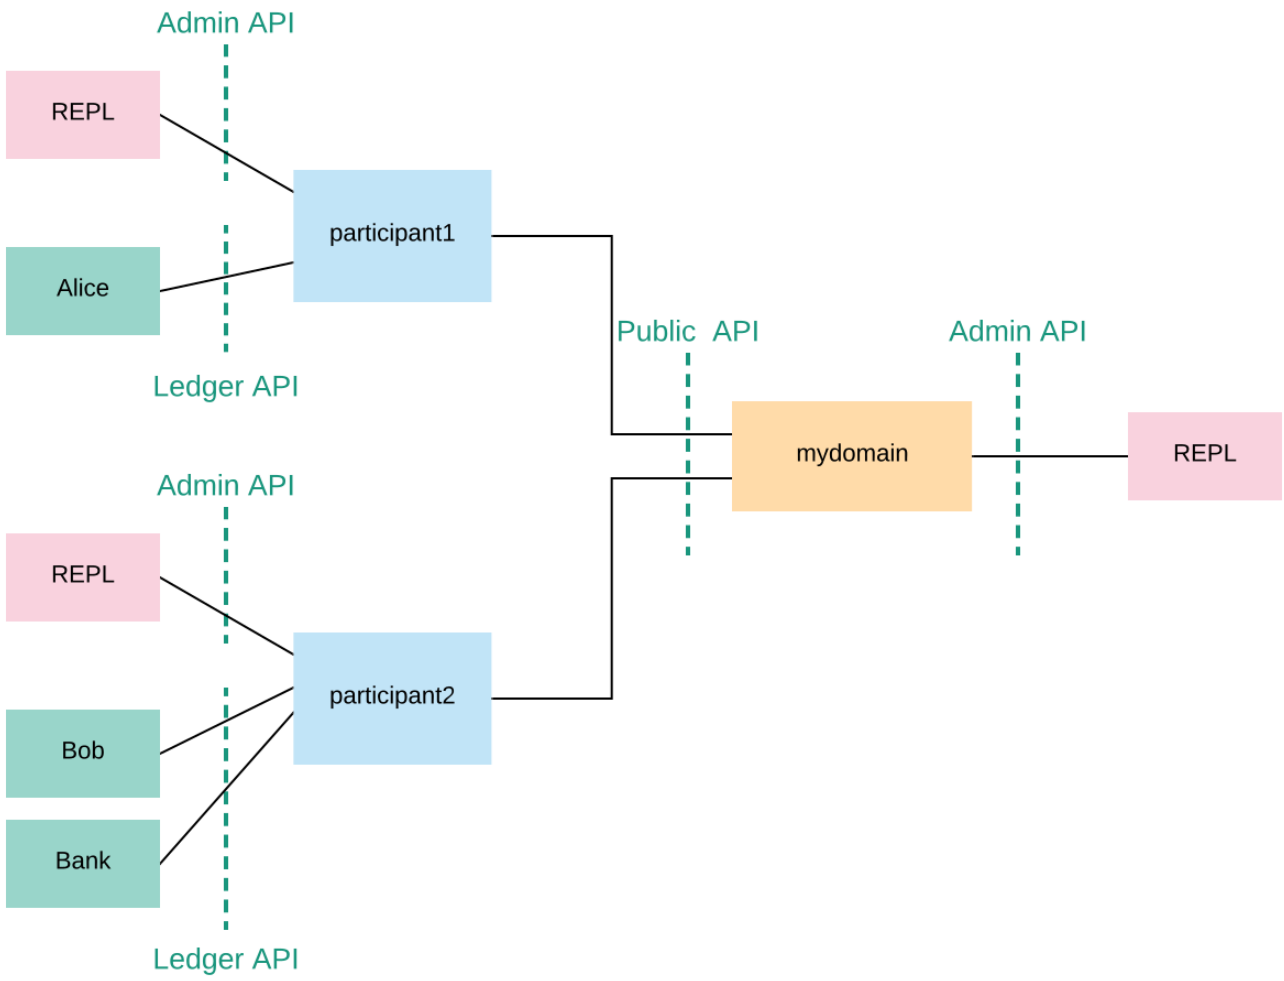 Admin API
REPL
participant1
Alice
Ledger API
Public API
Admin API
mydomain
REPL
Admin API
REPL
participant2
Bob
Bank
Ledger API